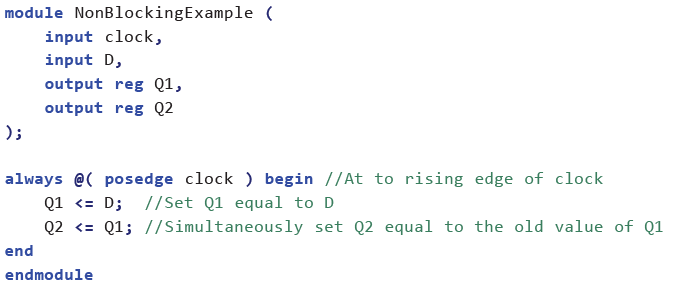 module NonBlockingExample (
    input clock,
    input D,
    output reg Q1,
    output reg Q2
);
always @( posedge clock ) begin //At to rising edge of clock
    Q1 <= D;  //Set Q1 equal to D
    Q2 <= Q1; //Simultaneously set Q2 equal to the old value of Q1
end
endmodule